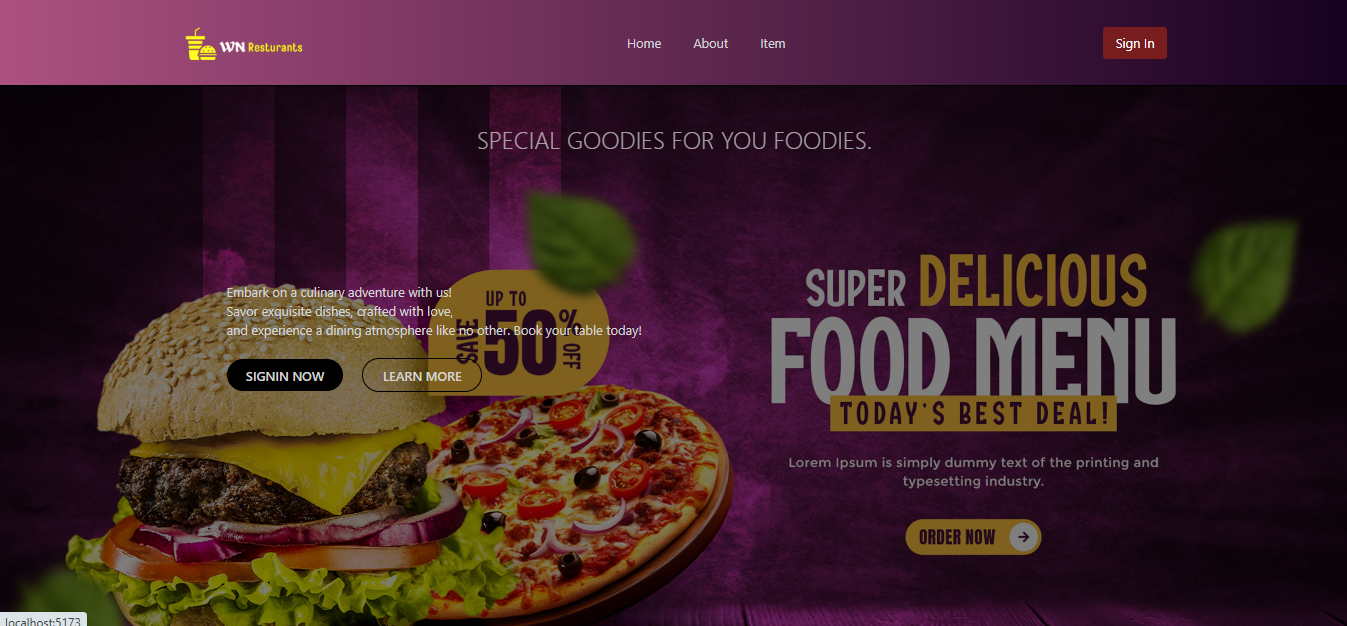 WN Resturants
Home
About
Item
Sign In
SPECIAL GOODIES FOR YOU FOODIES.
Embark on a culinary adventure with us!
Savor exquisite dishes, crafted with love,
and experience a dining atmosphere like no other. Book your table today!
SIGNIN NOW
LEARN MORE
SAVE
UP TO
50%
OFF
SUPER DELICIOUS
FOOD MENU
TODAY'S BEST DEAL!
Lorem Ipsum is simply dummy text of the printing and
typesetting industry.
ORDER NOW
localhost:5173